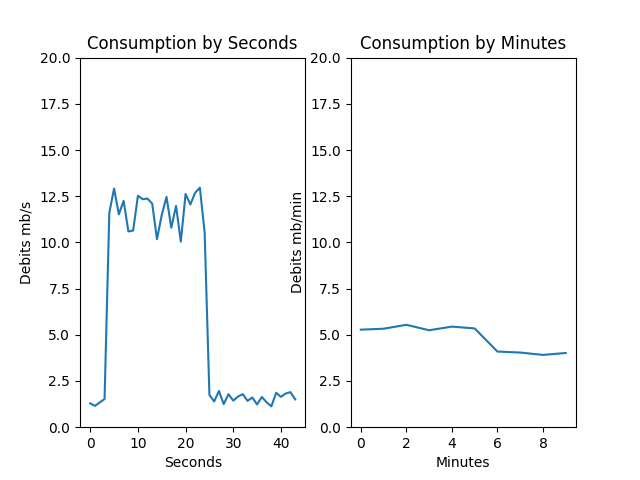 Consumption by Seconds
Debits mb/s
20.0
17.5
15.0
12.5
10.0
7.5
5.0
2.5
0.0
0 10 20 30 40
Seconds
Consumption by Minutes
Debits mb/min
20.0
17.5
15.0
12.5
10.0
7.5
5.0
2.5
0.0
0 2 4 6 8
Minutes